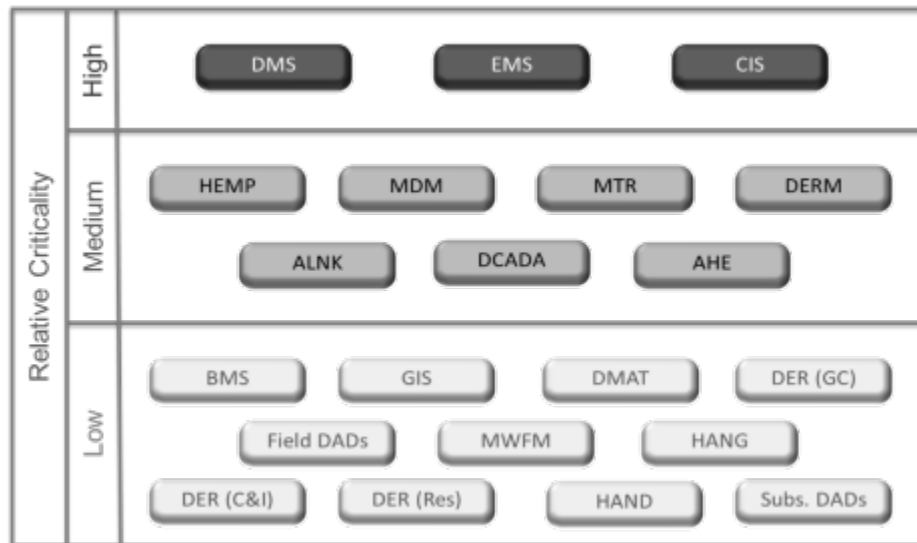 Relative Criticality
High
DMS EMS CIS
Medium
HEMP MDM MTR DERM
ALNK DCADA AHE
Low
BMS GIS DMAT DER (GC)
Field DADs MWFM HANG
DER (C&I) DER (Res) HAND Subs. DADs